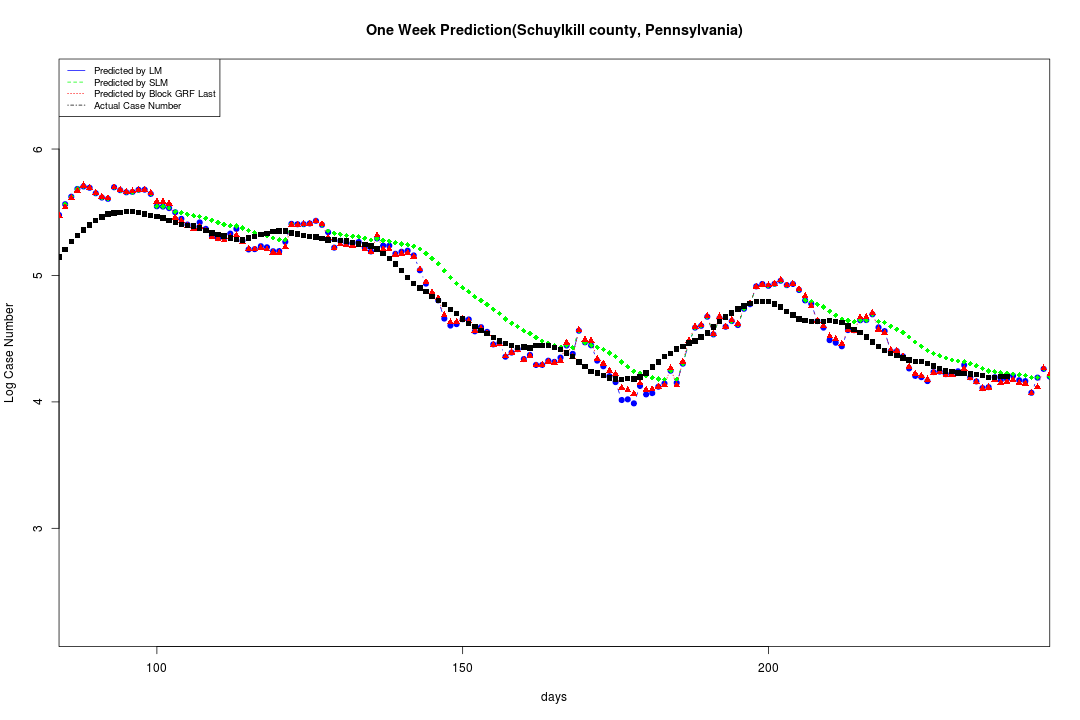 One Week Prediction(Schuylkill county, Pennsylvania)
Predicted by LM
Predicted by SLM
Predicted by Block GRF Last
Actual Case Number
6
5
4
3
Log Case Number
100 150 200
days